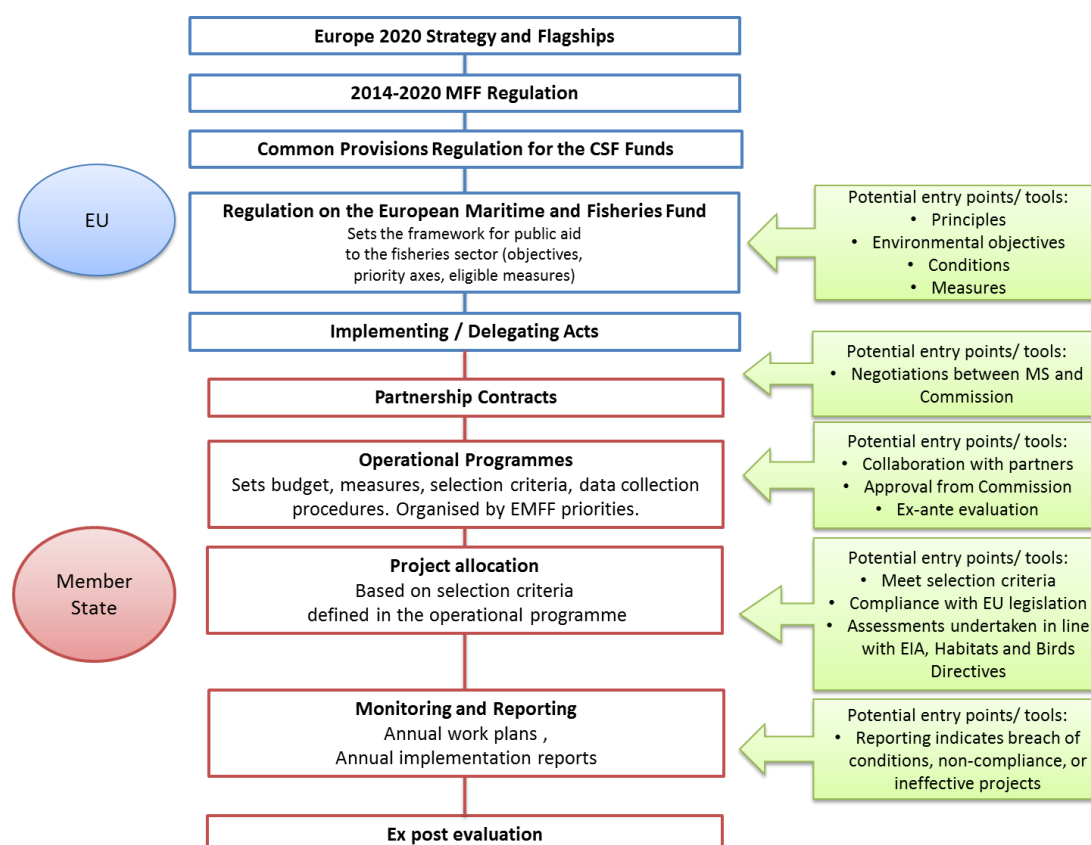 Europe 2020 Strategy and Flagships
2014-2020 MFF Regulation
Common Provisions Regulation for the CSF Funds
EU
Regulation on the European Maritime and Fisheries Fund
Sets the framework for public aid
to the fisheries sector (objectives,
priority axes, eligible measures)
Potential entry points/ tools:
• Principles
• Environmental objectives
• Conditions
• Measures
Implementing / Delegating Acts
Potential entry points/ tools:
• Negotiations between MS and
Commission
Partnership Contracts
Operational Programmes
Sets budget, measures, selection criteria, data collection
procedures. Organised by EMFF priorities.
Potential entry points/ tools:
• Collaboration with partners
• Approval from Commission
• Ex-ante evaluation
Member
State
Project allocation
Based on selection criteria
defined in the operational programme
Potential entry points/ tools:
• Meet selection criteria
• Compliance with EU legislation
• Assessments undertaken in line
with EIA, Habitats and Birds
Directives
Monitoring and Reporting
Annual work plans ,
Annual implementation reports
Potential entry points/ tools:
• Reporting indicates breach of
conditions, non-compliance, or
ineffective projects
Ex post evaluation